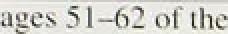 ages 51–62 of the